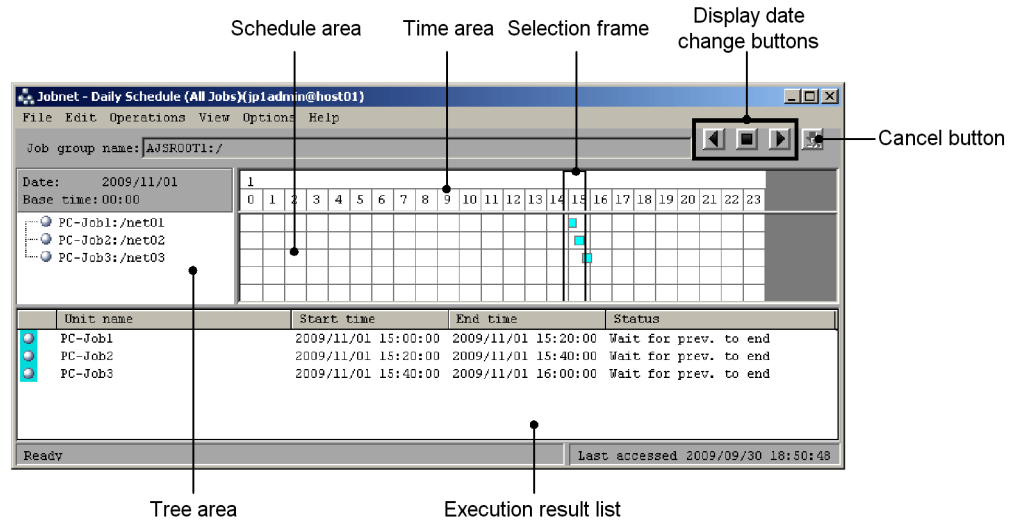 Display date
Schedule area Time area Selection frame change buttons
Jobnet - Daily Schedule (All Jobs)(jp1admin@host01)
File Edit Operations View Options Help
Job group name: AJSROOT1:/
Cancel button
Date: 2009/11/01 1
Base time: 00:00 0 1 2 3 4 5 6 7 8 9 10 11 12 13 14 15 16 17 18 19 20 21 22 23
PC-Job1:/net01
PC-Job2:/net02
PC-Job3:/net03
Unit name Start time End time Status
PC-Job1 2009/11/01 15:00:00 2009/11/01 15:20:00 Wait for prev. to end
PC-Job2 2009/11/01 15:20:00 2009/11/01 15:40:00 Wait for prev. to end
PC-Job3 2009/11/01 15:40:00 2009/11/01 16:00:00 Wait for prev. to end
Ready Last accessed 2009/09/30 18:50:48
Tree area Execution result list